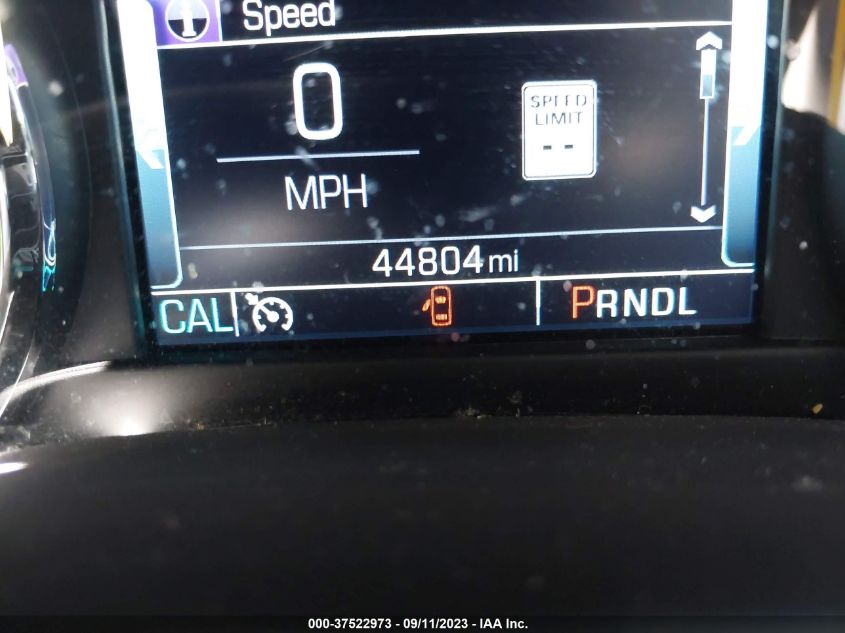 Speed
0
MPH
SPEED
LIMIT
--
44804 mi
CAL
PRNDL
000-37522973 - 09/11/2023 - IAA Inc.